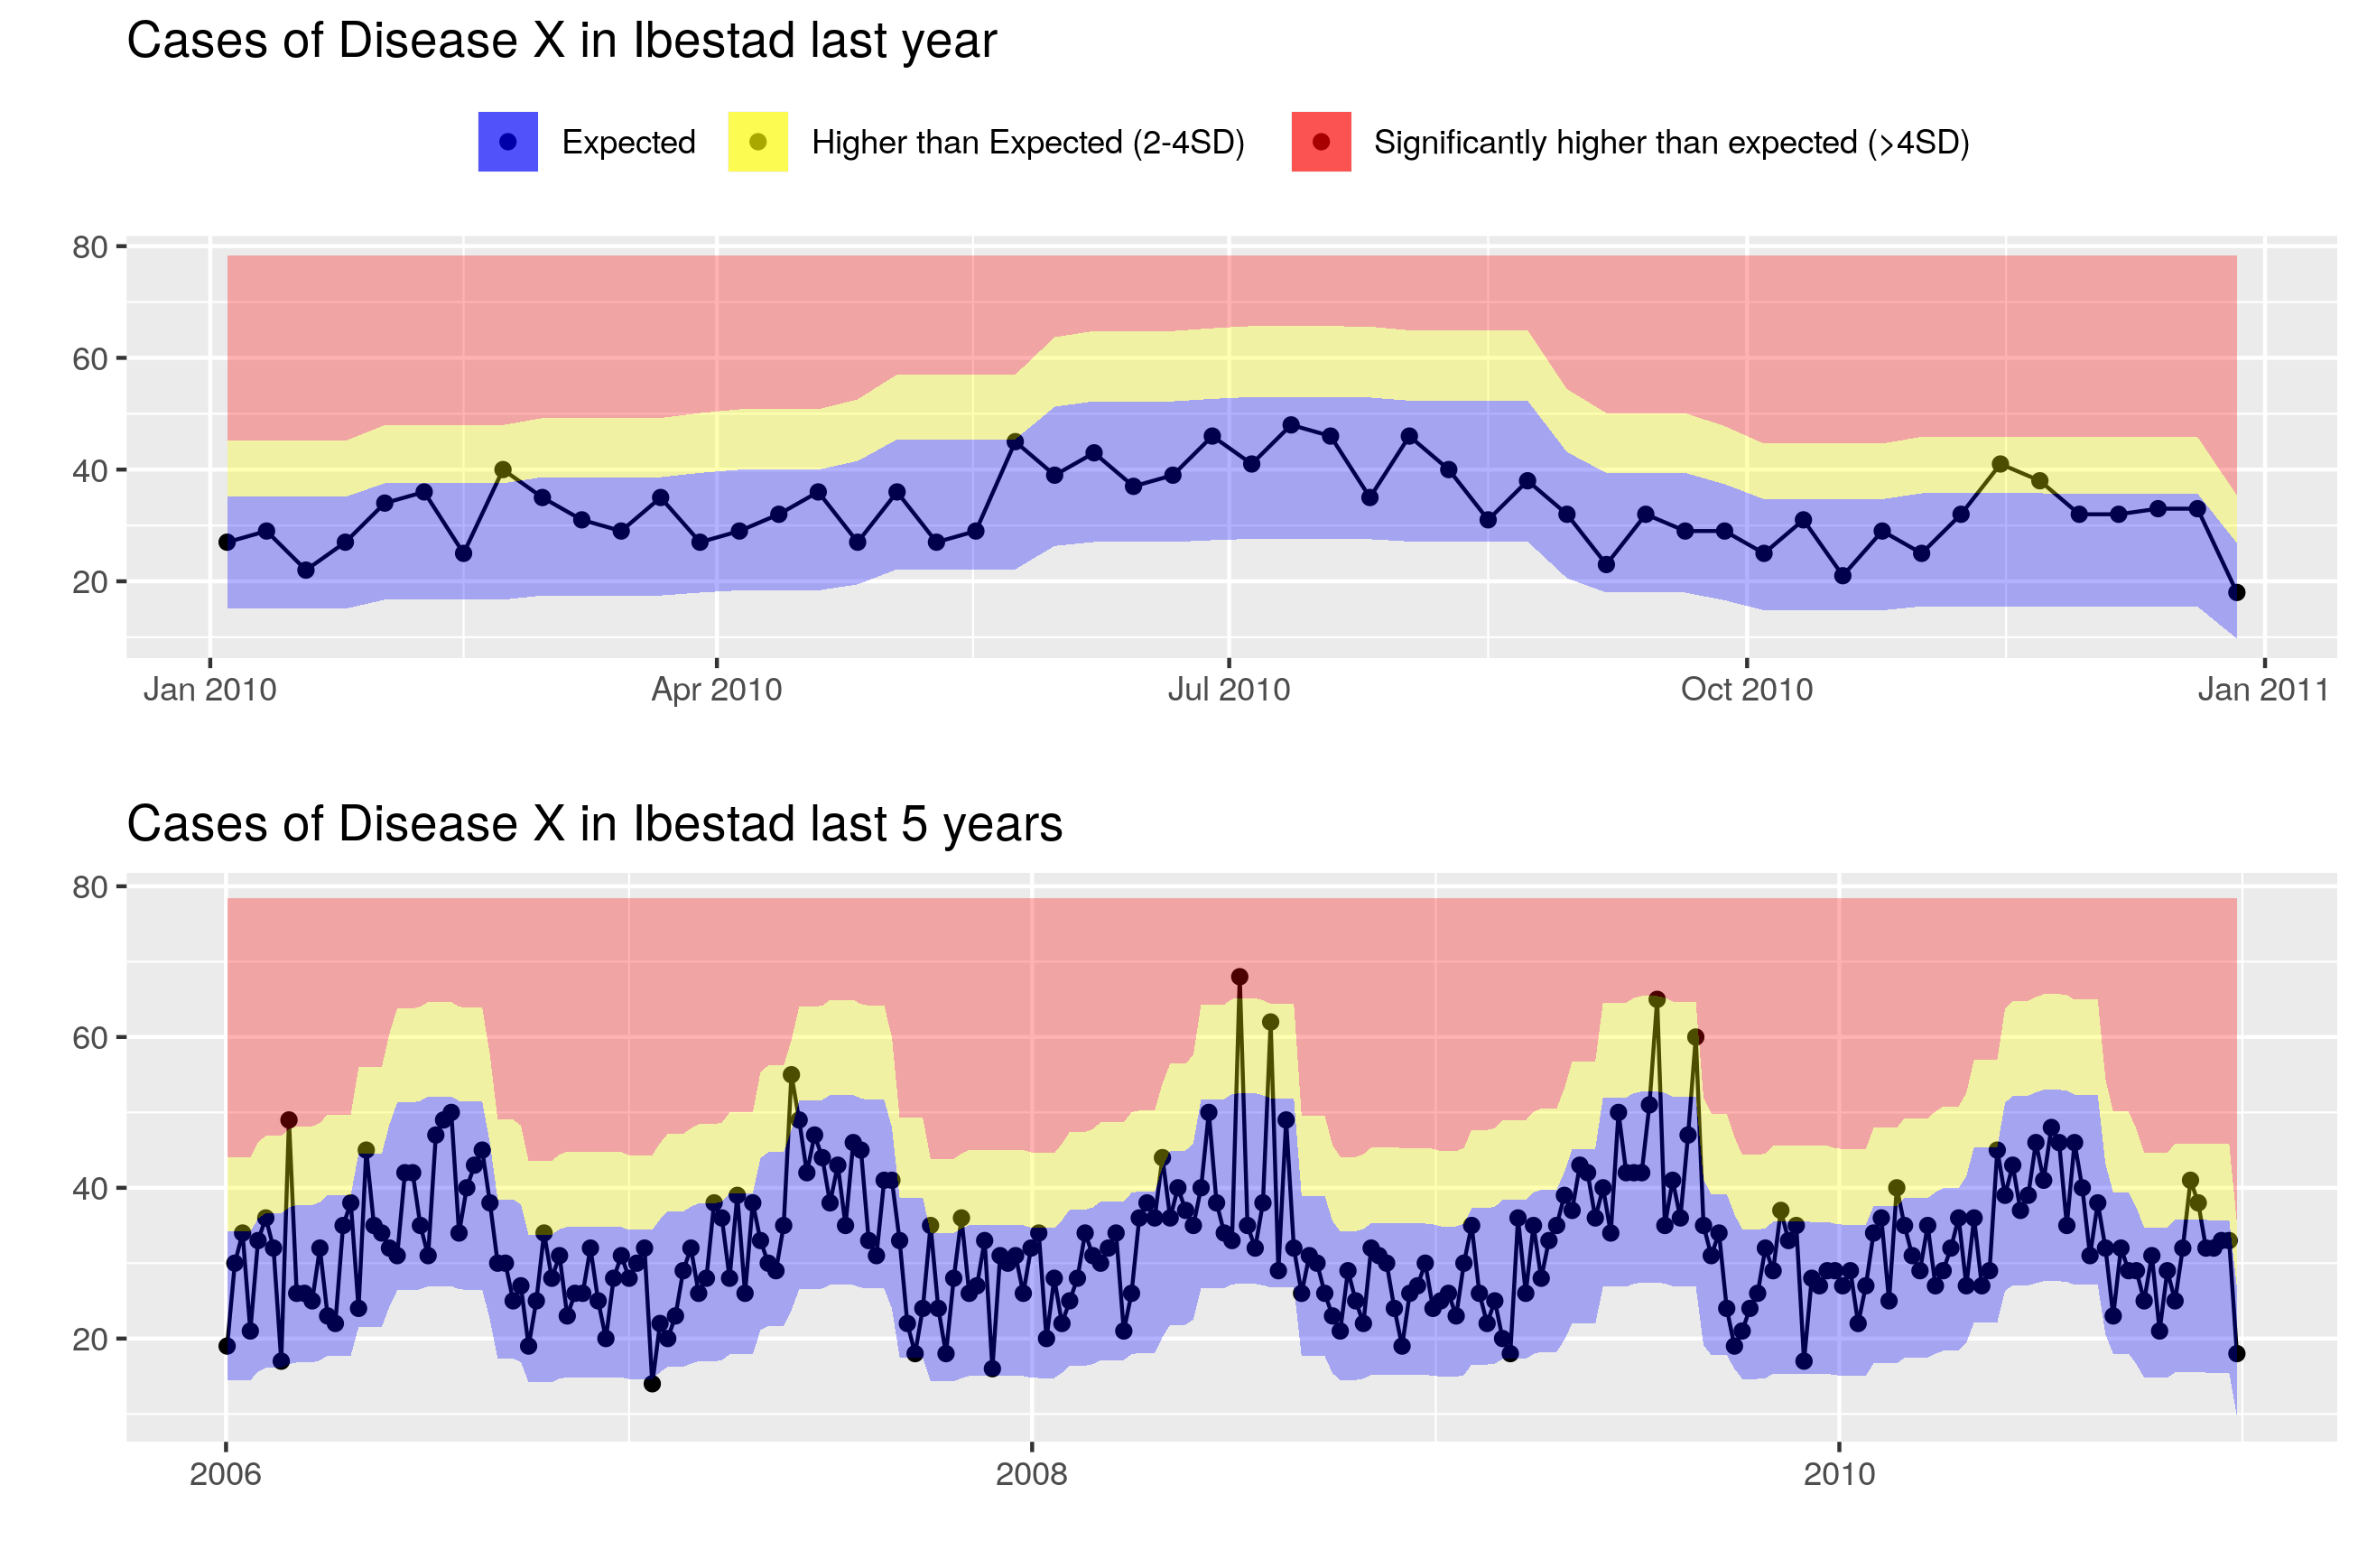 Cases of Disease X in Ibestad last year
Expected Higher than Expected (2-4SD) Significantly higher than expected (>4SD)
80
60
40
20
Jan 2010 Apr 2010 Jul 2010 Oct 2010 Jan 2011
Cases of Disease X in Ibestad last 5 years
80
60
40
20
2006 2008 2010